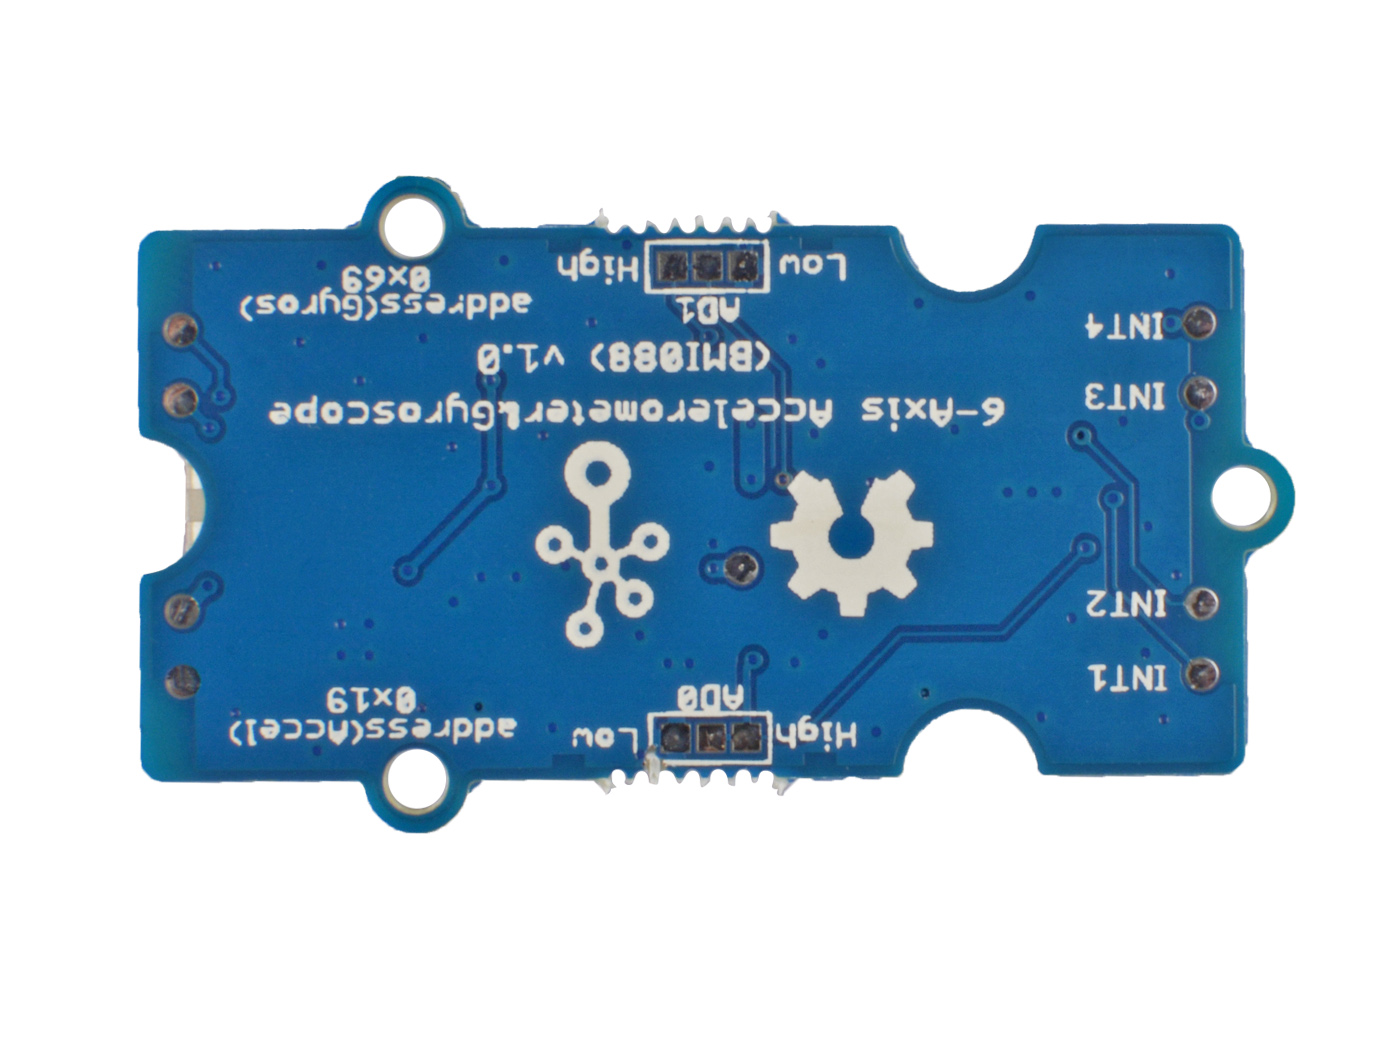 High Low
AD0
address(Accel)
0x19
INT1
INT2
6-Axis Accelerometer&Gyroscope
(BMI088) v1.0
INT3
INT4
AD1
Low High
address(Gyros)
0x69